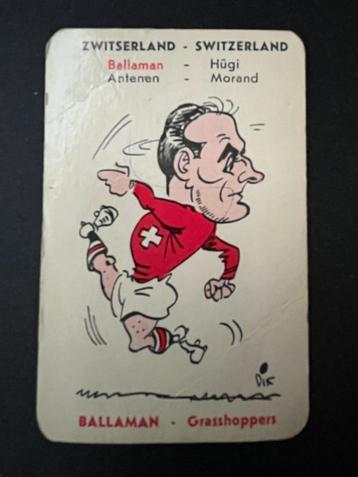 ZWITSERLAND - SWITZERLAND
Ballaman - Hügi
Antenen - Morand
DIK
BALLAMAN - Grasshoppers